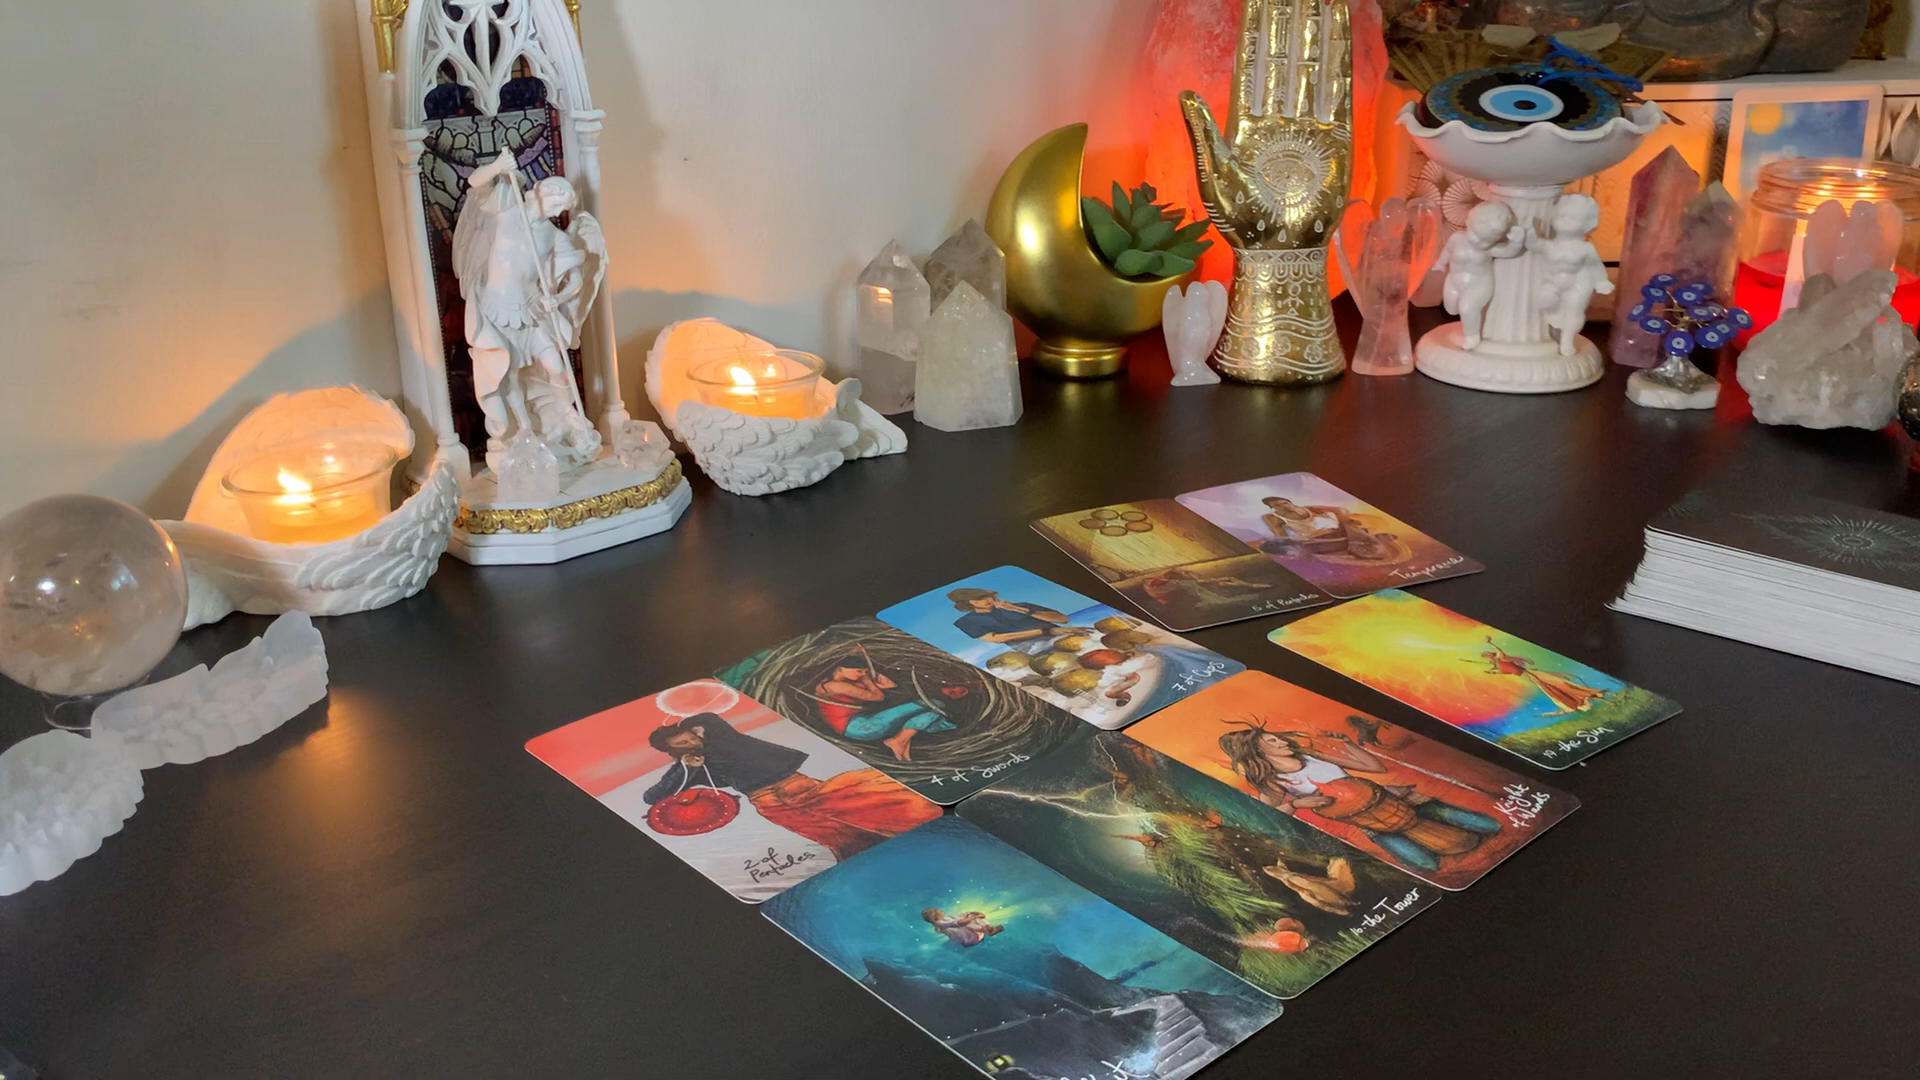 Temperance
5 of Pentacles
7 of Cups
19-the Sun
4 of Swords
Knight
of Wands
2 of
Pentacles
16-the Tower